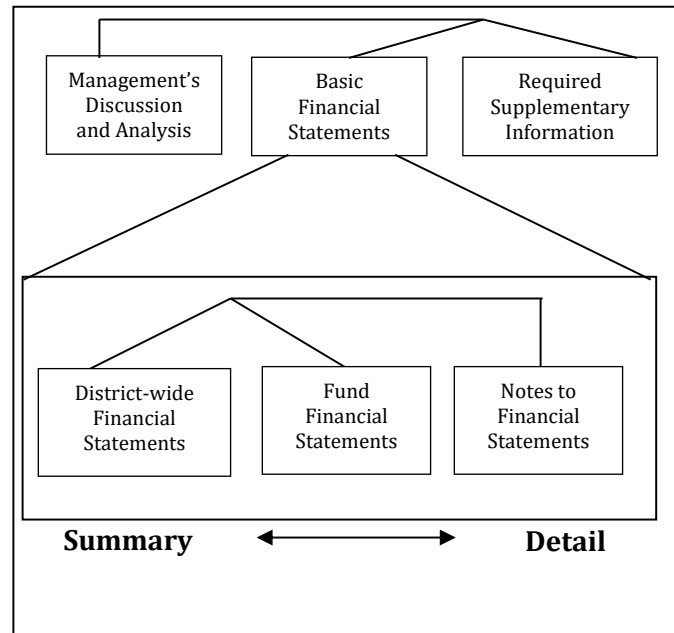 Management’s
Discussion
and Analysis
Basic
Financial
Statements
Required
Supplementary
Information
District-wide
Financial
Statements
Fund
Financial
Statements
Notes to
Financial
Statements
Summary
Detail